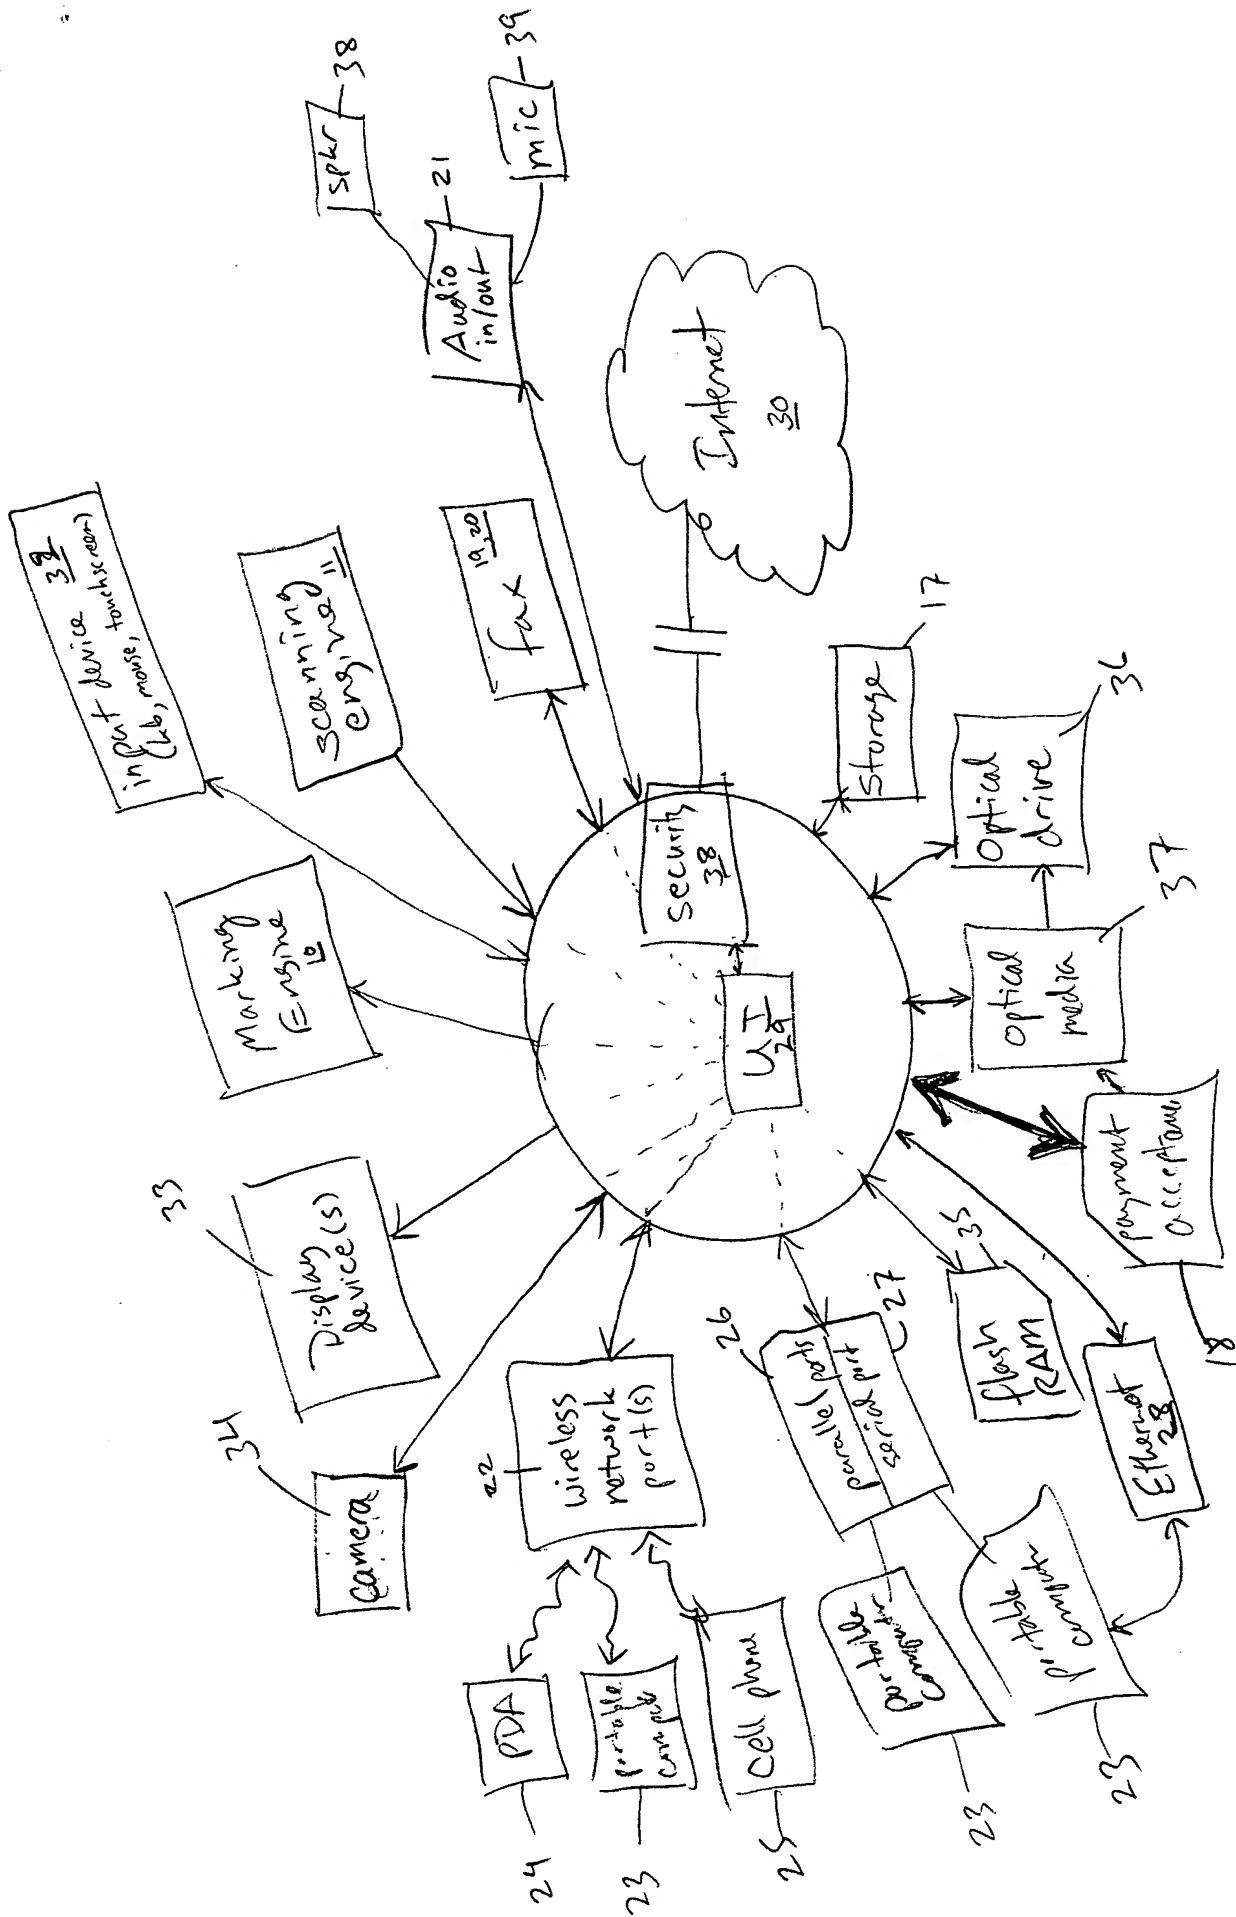 38
spkr
39
mic
21
Audio
in/out
input device 32
(kb, mouse, touchscreen)
scanning
engine 11
fax 19,20
Internet
30
Marking
Engine
10
security
38
UI
29
storage
17
Optical
drive
36
optical
media
37
payment
acceptance
18
33
Display
device(s)
34
camera
22
wireless
network
port(s)
26
parallel ports
serial port
27
35
flash
RAM
Ethernet
28
PDA
24
portable
computer
23
cell phone
25
portable
computer
23
portable
computer
23